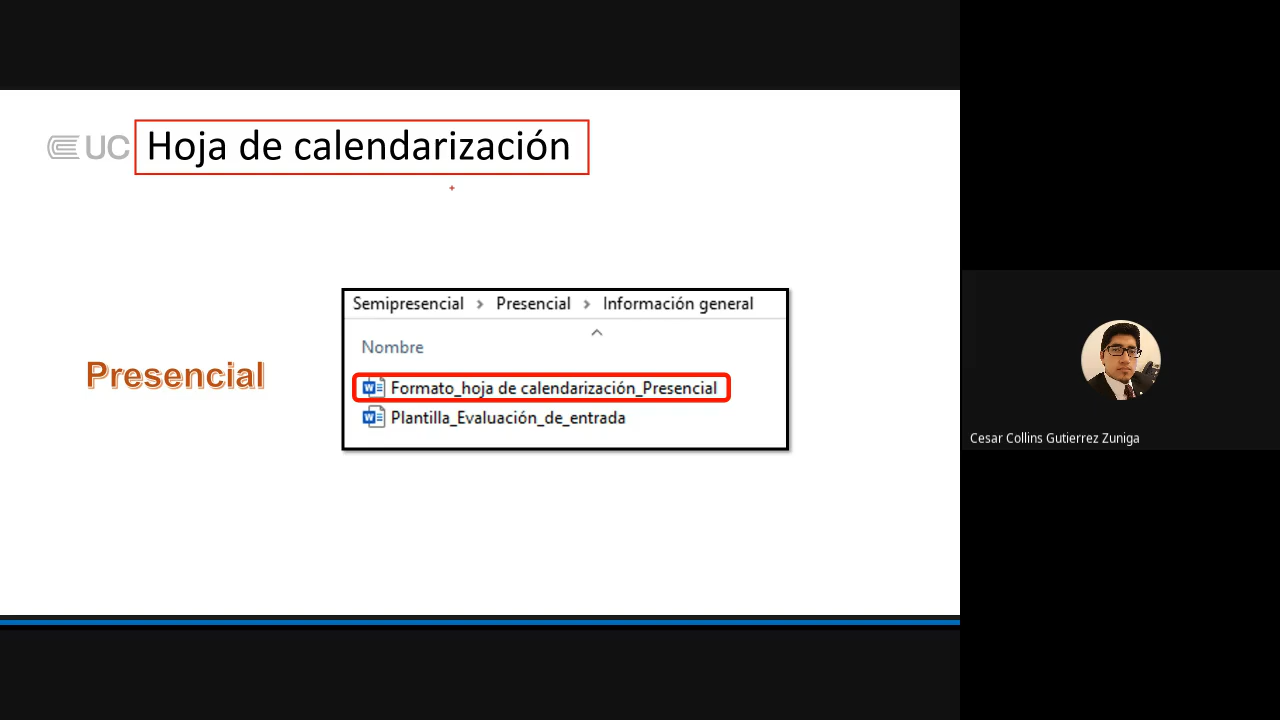 UC Hoja de calendarización
Semipresencial > Presencial > Información general
Nombre
Presencial
Formato_hoja de calendarización_Presencial
Plantilla_Evaluación_de_entrada
Cesar Collins Gutierrez Zuniga